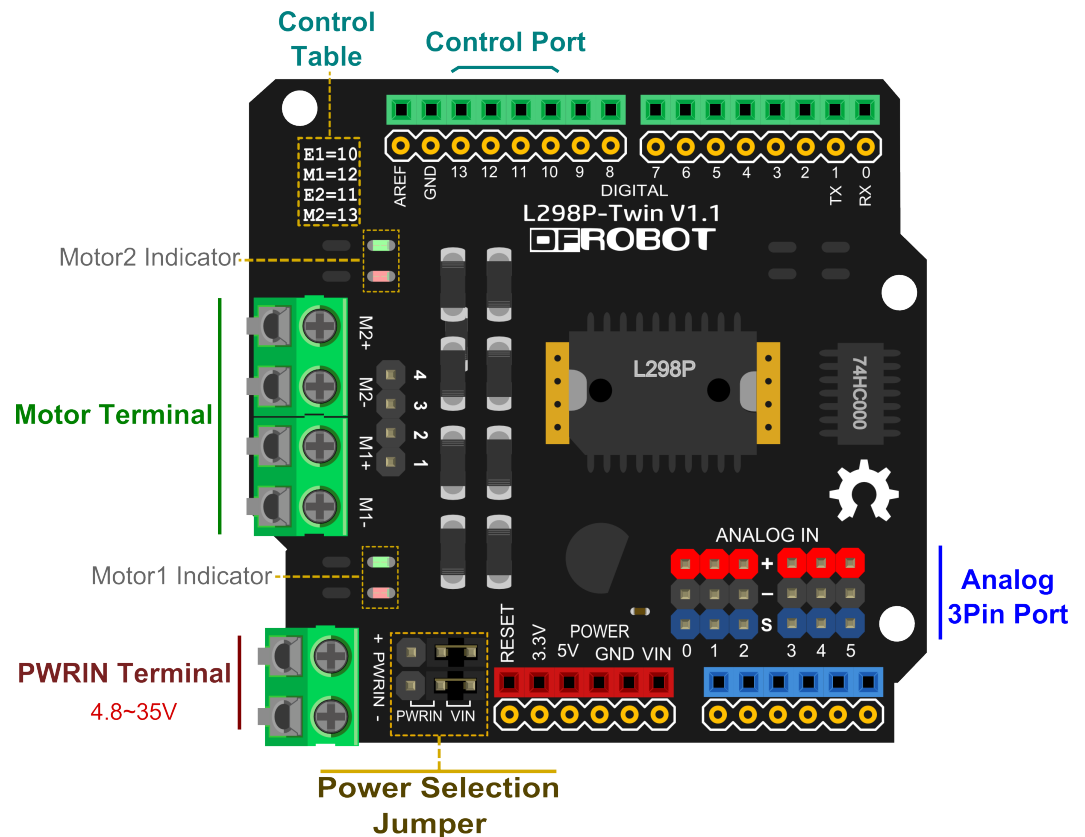 Control
Table
Control Port
E1=10
M1=12
E2=11
M2=13
AREF
GND
13 12 11 10 9 8
7 6 5 4 3 2 1 0
TX
RX
DIGITAL
L298P-Twin V1.1
DFROBOT
Motor2 Indicator
M2+
M2-
M1+
M1-
4
3
2
1
L298P
74HC000
Motor Terminal
Motor1 Indicator
ANALOG IN
+
−
S
0 1 2 3 4 5
Analog
3Pin Port
RESET
3.3V
5V
POWER
GND
VIN
PWRIN Terminal
4.8~35V
+ PWRIN -
PWRIN VIN
Power Selection
Jumper